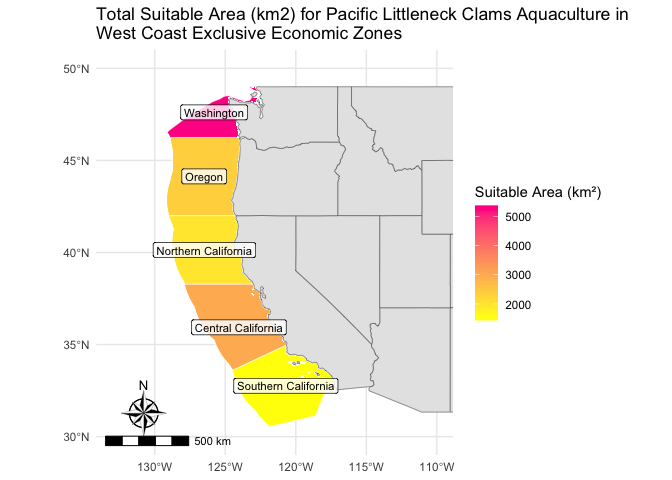 Total Suitable Area (km2) for Pacific Littleneck Clams Aquaculture in
West Coast Exclusive Economic Zones
50°N
45°N
40°N
35°N
30°N
Washington
Oregon
Northern California
Central California
Southern California
N
500 km
130°W 125°W 120°W 115°W 110°W
Suitable Area (km²)
5000
4000
3000
2000